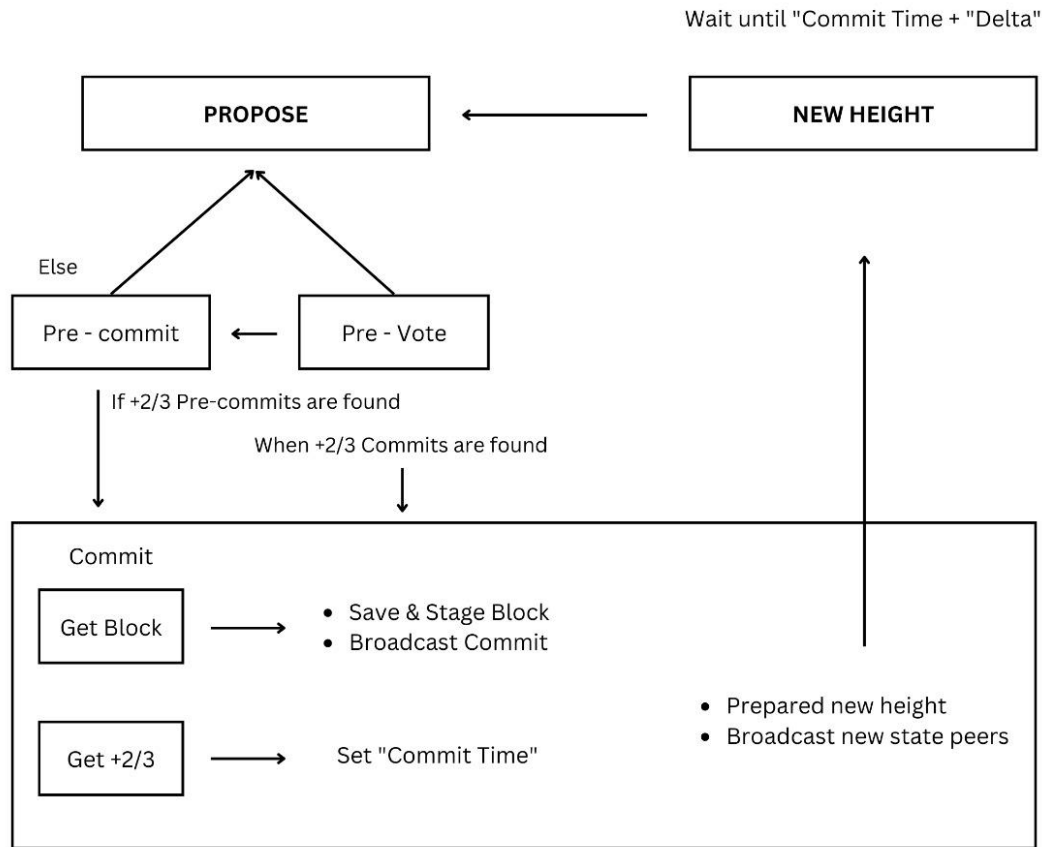 Wait until "Commit Time + "Delta"
PROPOSE
NEW HEIGHT
Else
Pre - commit
Pre - Vote
If +2/3 Pre-commits are found
When +2/3 Commits are found
Commit
Get Block
• Save & Stage Block
• Broadcast Commit
• Prepared new height
• Broadcast new state peers
Get +2/3
Set "Commit Time"